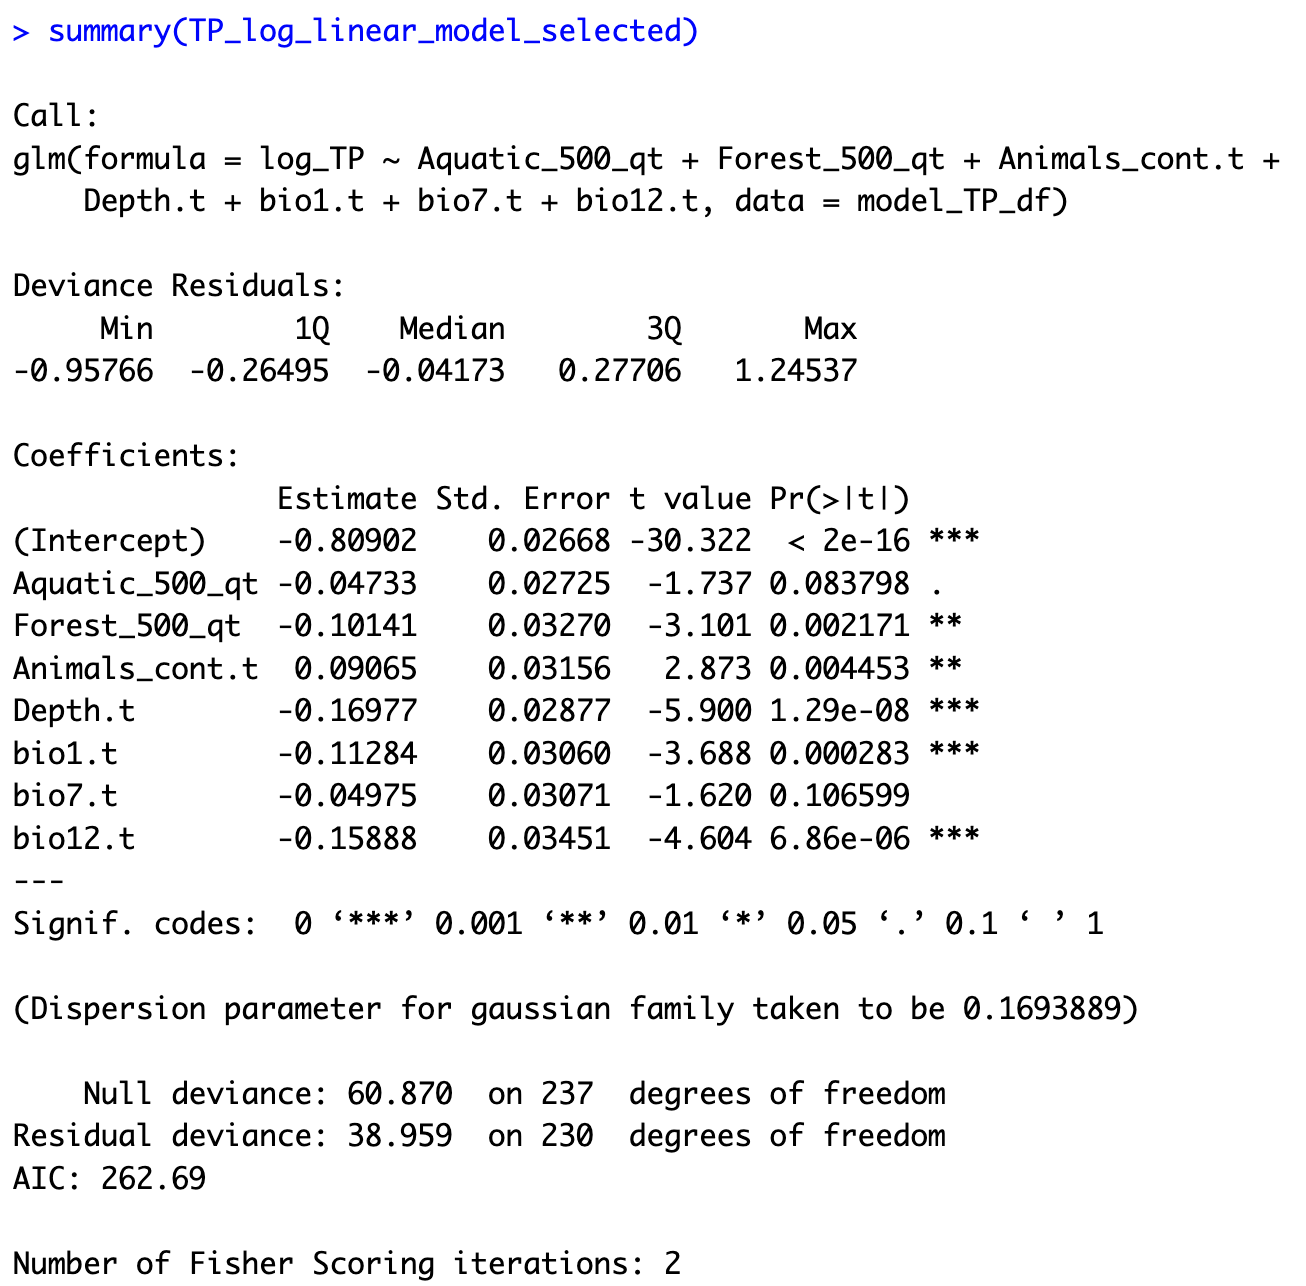 > summary(TP_log_linear_model_selected)
Call:
glm(formula = log_TP ~ Aquatic_500_qt + Forest_500_qt + Animals_cont.t +
    Depth.t + bio1.t + bio7.t + bio12.t, data = model_TP_df)
Deviance Residuals:
     Min        1Q    Median        3Q       Max
-0.95766  -0.26495  -0.04173   0.27706   1.24537
Coefficients:
               Estimate Std. Error t value Pr(>|t|)
(Intercept)    -0.80902    0.02668 -30.322  < 2e-16 ***
Aquatic_500_qt -0.04733    0.02725  -1.737 0.083798 .
Forest_500_qt  -0.10141    0.03270  -3.101 0.002171 **
Animals_cont.t  0.09065    0.03156   2.873 0.004453 **
Depth.t        -0.16977    0.02877  -5.900 1.29e-08 ***
bio1.t         -0.11284    0.03060  -3.688 0.000283 ***
bio7.t         -0.04975    0.03071  -1.620 0.106599
bio12.t        -0.15888    0.03451  -4.604 6.86e-06 ***
---
Signif. codes:  0 ‘***’ 0.001 ‘**’ 0.01 ‘*’ 0.05 ‘.’ 0.1 ‘ ’ 1
(Dispersion parameter for gaussian family taken to be 0.1693889)
    Null deviance: 60.870  on 237  degrees of freedom
Residual deviance: 38.959  on 230  degrees of freedom
AIC: 262.69
Number of Fisher Scoring iterations: 2